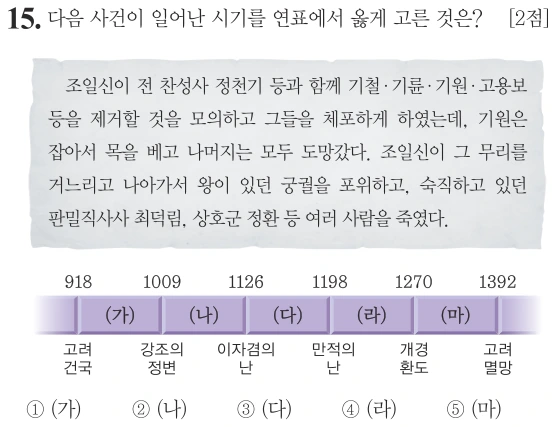 15. 다음 사건이 일어난 시기를 연표에서 옳게 고른 것은? [2점]
조일신이 전 찬성사 정천기 등과 함께 기철·기륜·기원·고용보
등을 제거할 것을 모의하고 그들을 체포하게 하였는데, 기원은
잡아서 목을 베고 나머지는 모두 도망갔다. 조일신이 그 무리를
거느리고 나아가서 왕이 있던 궁궐을 포위하고, 숙직하고 있던
판밀직사사 최덕림, 상호군 정환 등 여러 사람을 죽였다.
918 1009 1126 1198 1270 1392
(가) (나) (다) (라) (마)
고려 강조의 이자겸의 만적의 개경 고려
건국 정변 난 난 환도 멸망
① (가) ② (나) ③ (다) ④ (라) ⑤ (마)